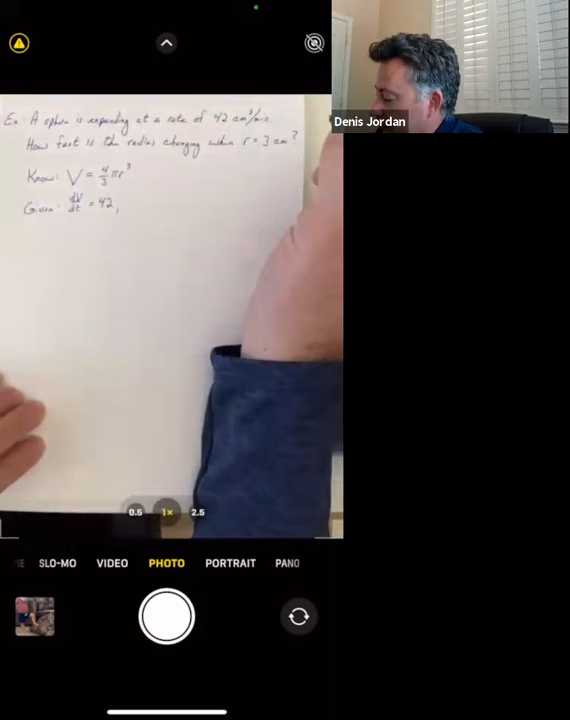 Denis Jordan
Ex: A sphere is expanding at a rate of 42 cm³/min
How fast is the radius changing when r = 3 cm?
Know: V = 4/3 πr³
Given: dV/dt = 42,
0.5 1× 2.5
SLO-MO VIDEO PHOTO PORTRAIT PANO